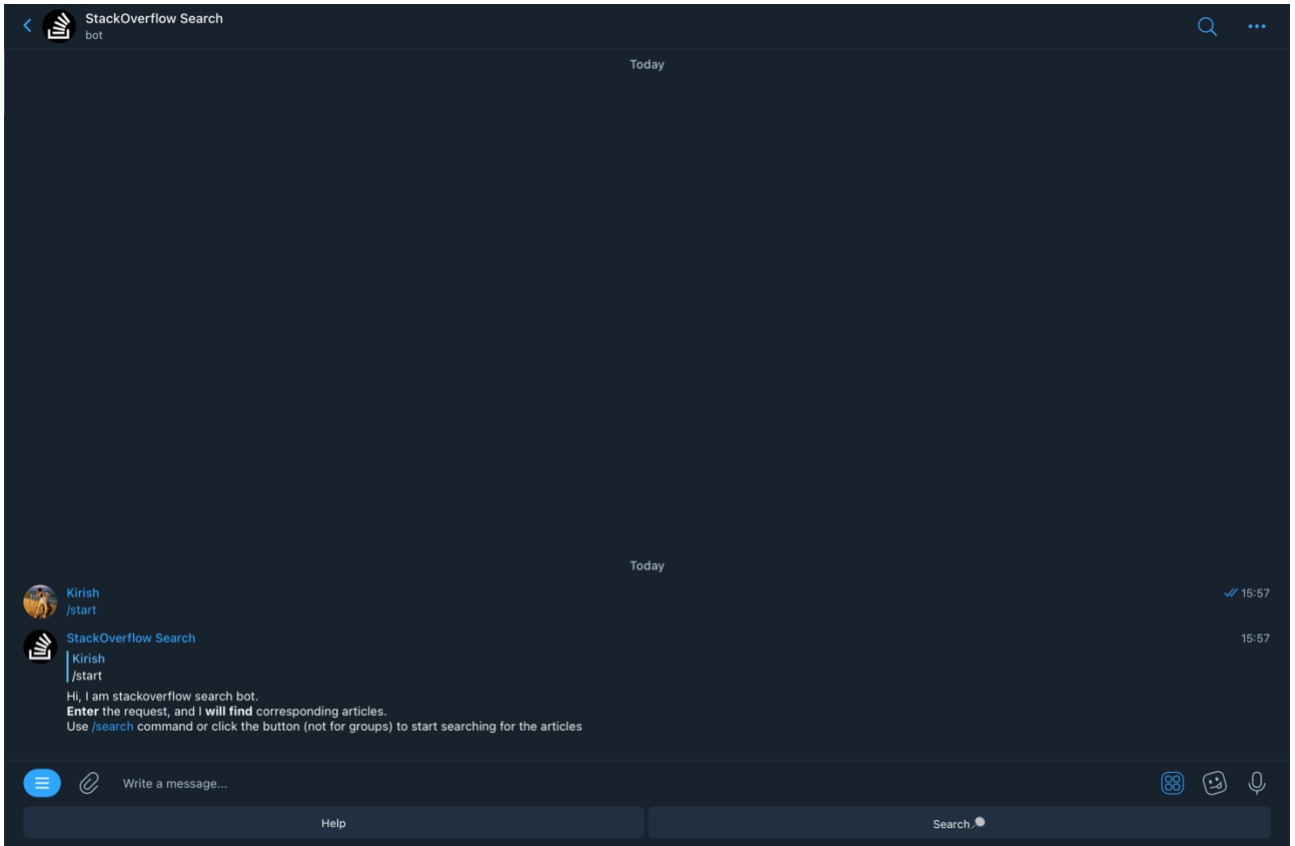 StackOverflow Search
bot
Today
Today
Kirish
15:57
/start
StackOverflow Search
15:57
Kirish
/start
Hi, I am stackoverflow search bot.
Enter the request, and I will find corresponding articles.
Use /search command or click the button (not for groups) to start searching for the articles
Write a message...
Help
Search